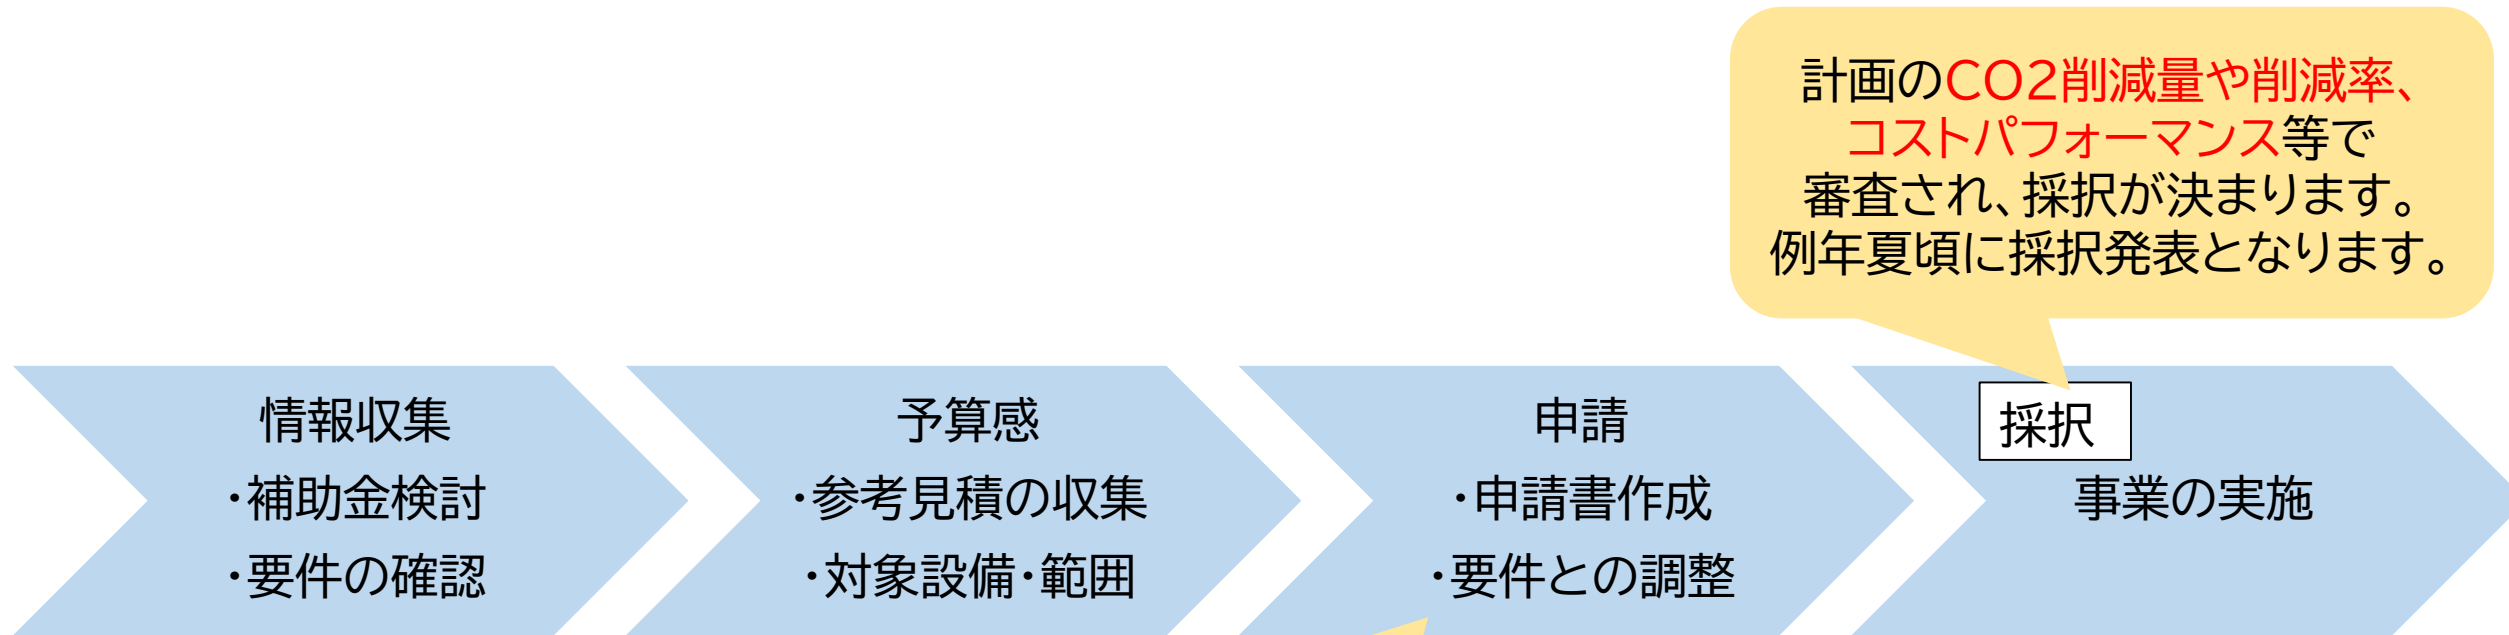 計画のCO2削減量や削減率、
コストパフォーマンス等で
審査され、採択が決まります。
例年夏頃に採択発表となります。
情報収集
・補助金検討
・要件の確認
予算感
・参考見積の収集
・対象設備・範囲
申請
・申請書作成
・要件との調整
採択
事業の実施